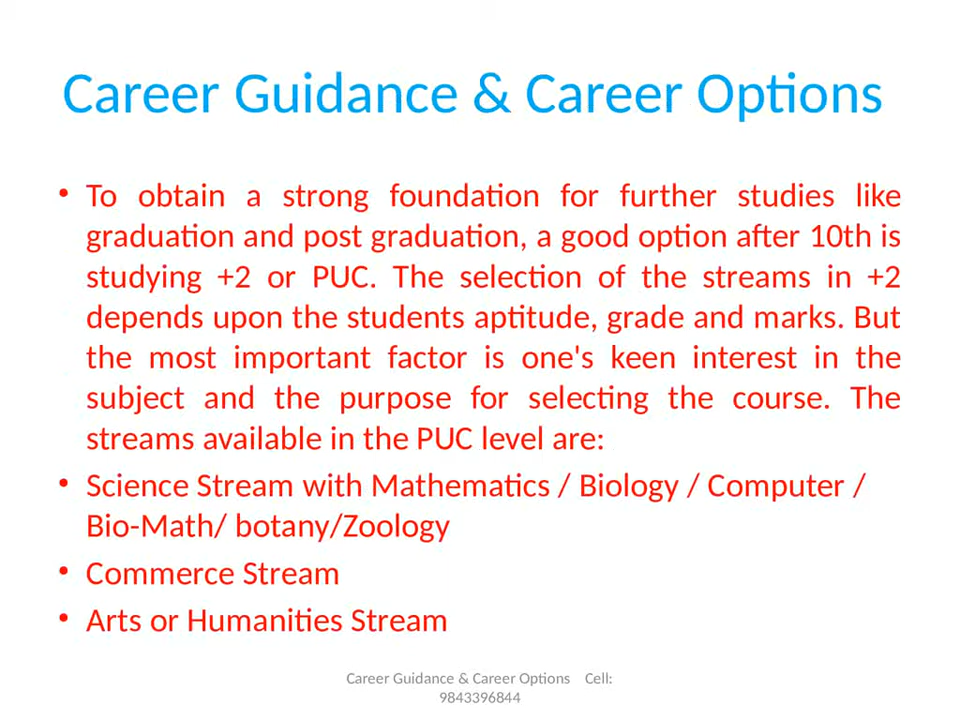 Career Guidance & Career Options
• To obtain a strong foundation for further studies like
graduation and post graduation, a good option after 10th is
studying +2 or PUC. The selection of the streams in +2
depends upon the students aptitude, grade and marks. But
the most important factor is one's keen interest in the
subject and the purpose for selecting the course. The
streams available in the PUC level are:
• Science Stream with Mathematics / Biology / Computer /
Bio-Math/ botany/Zoology
• Commerce Stream
• Arts or Humanities Stream
Career Guidance & Career Options Cell:
9843396844